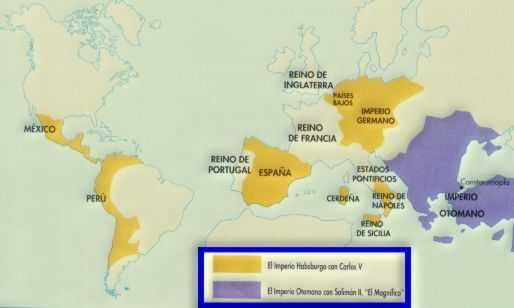 REINO DE
INGLATERRA
PAÍSES
BAJOS
IMPERIO
GERMANO
MÉXICO
REINO
DE FRANCIA
REINO DE
PORTUGAL
ESPAÑA
ESTADOS
PONTIFICIOS
Constantinopla
PERÚ
CERDEÑA
REINO DE
NÁPOLES
IMPERIO
OTOMANO
REINO
DE SICILIA
El Imperio Habsburgo con Carlos V
El Imperio Otomano con Solimán II, "El Magnífico"